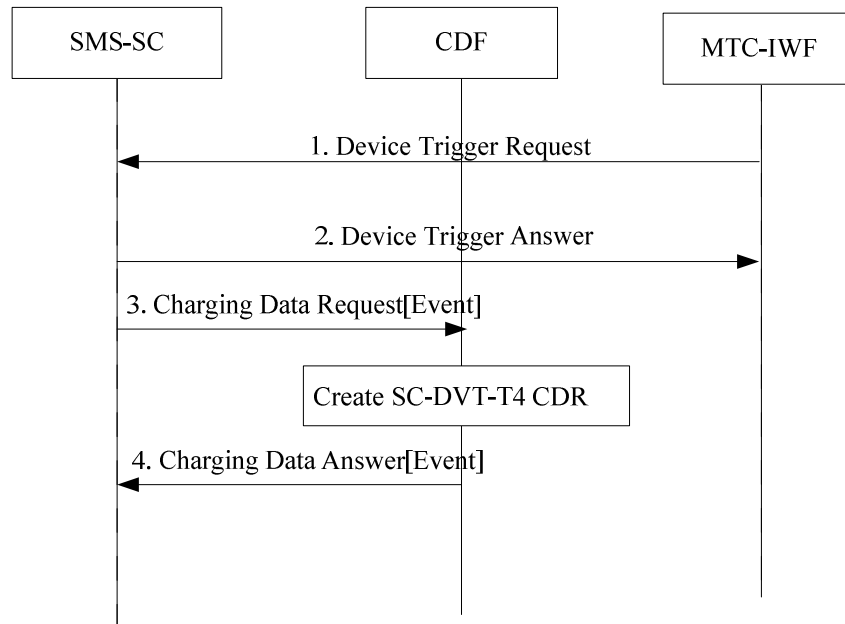 SMS-SC
CDF
MTC-IWF
1. Device Trigger Request
2. Device Trigger Answer
3. Charging Data Request[Event]
Create SC-DVT-T4 CDR
4. Charging Data Answer[Event]